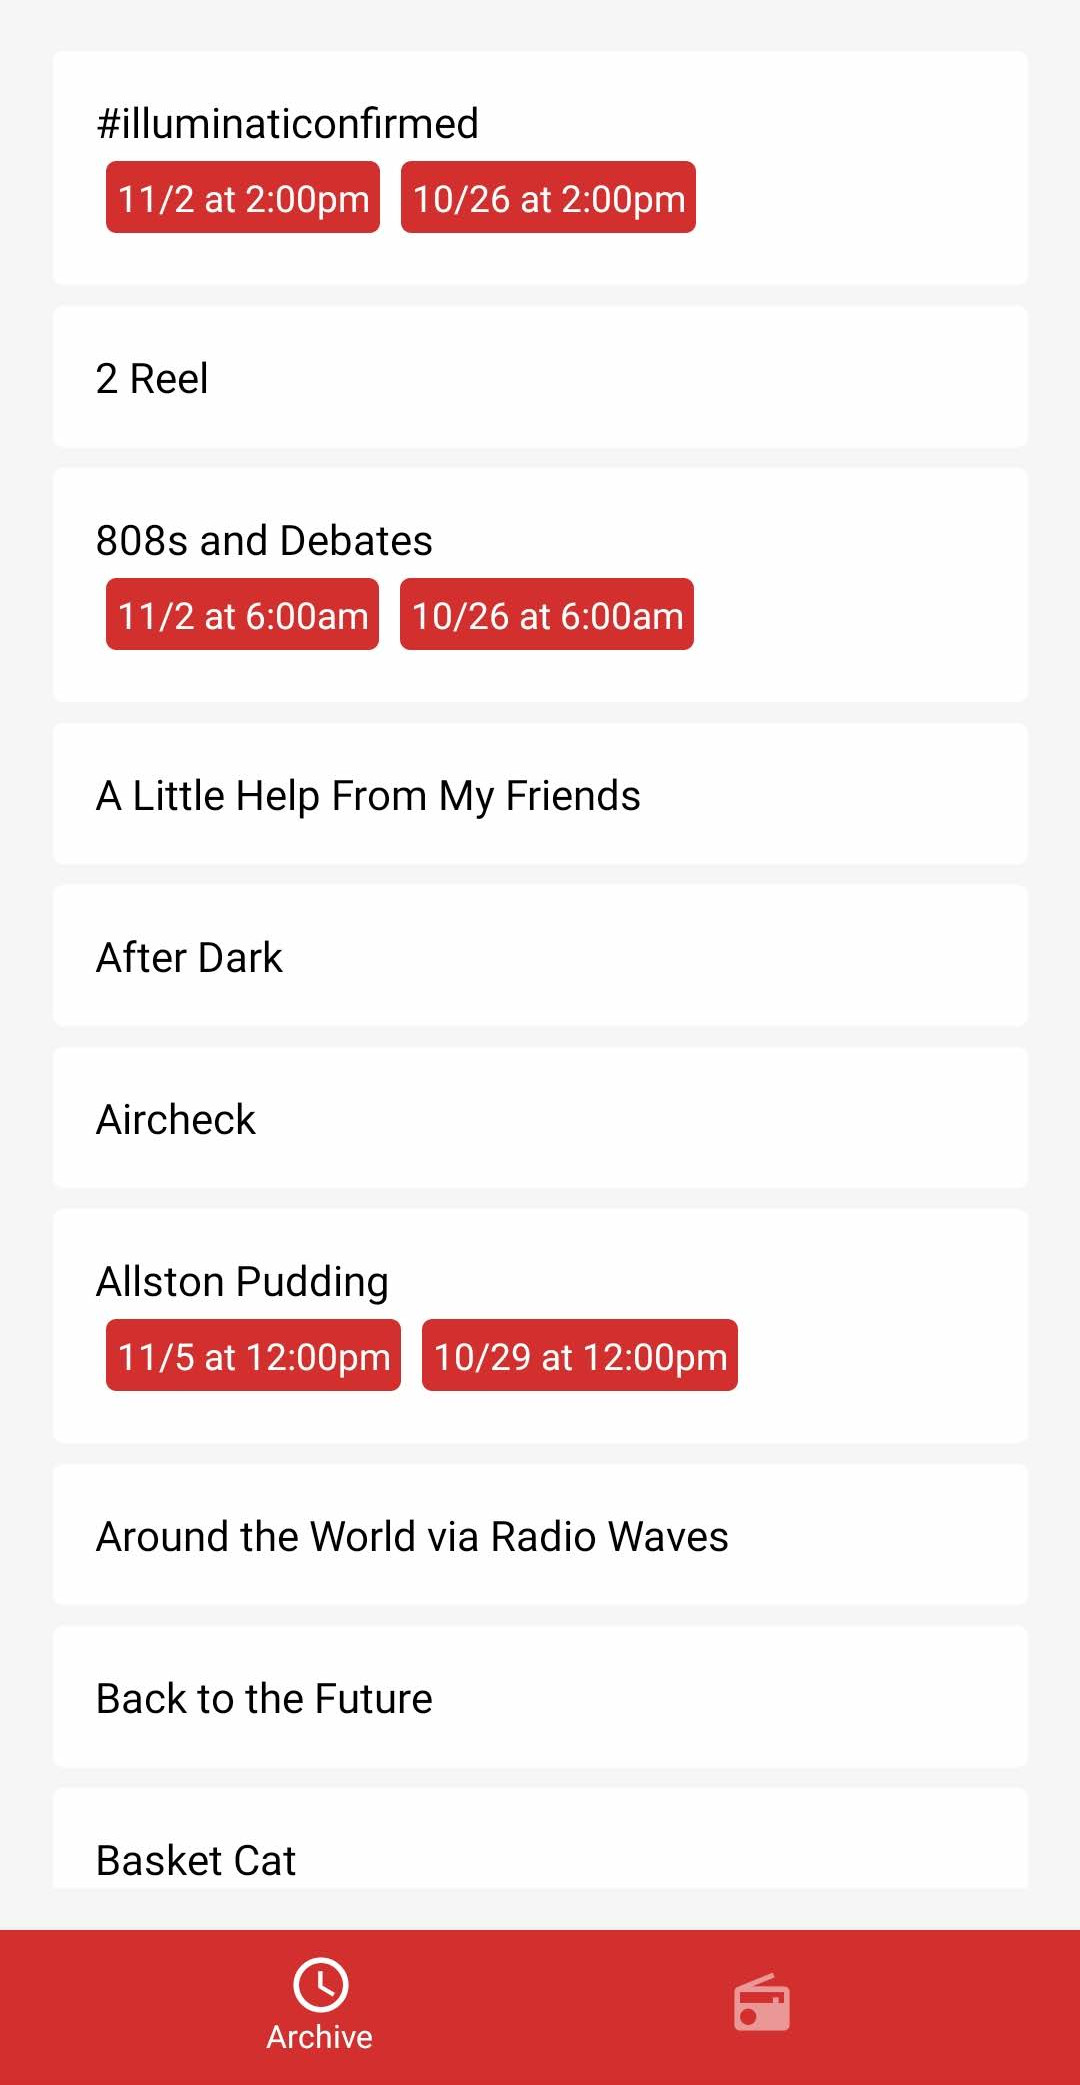 #illuminaticonfirmed
11/2 at 2:00pm 10/26 at 2:00pm
2 Reel
808s and Debates
11/2 at 6:00am 10/26 at 6:00am
A Little Help From My Friends
After Dark
Aircheck
Allston Pudding
11/5 at 12:00pm 10/29 at 12:00pm
Around the World via Radio Waves
Back to the Future
Basket Cat
Archive